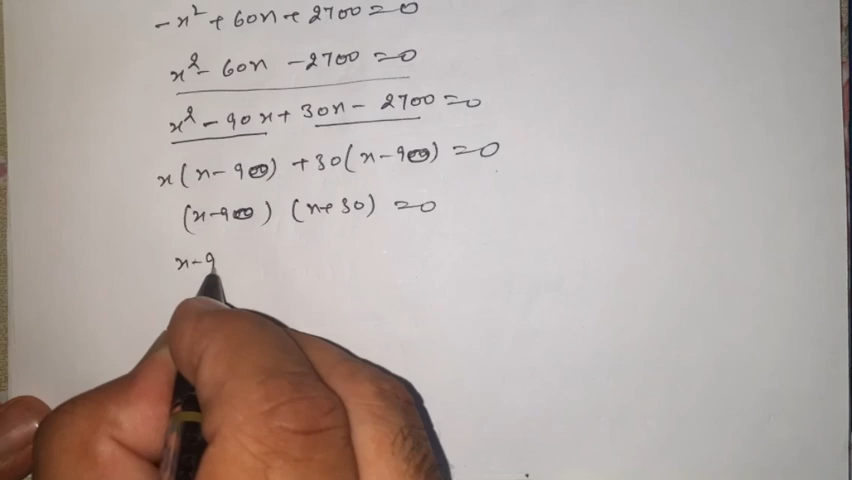 -x² + 60x + 2700 = 0
x² - 60x - 2700 = 0
x² - 90x + 30x - 2700 = 0
x(x-90) + 30(x-90) = 0
(x-90) (x+30) = 0
x-9